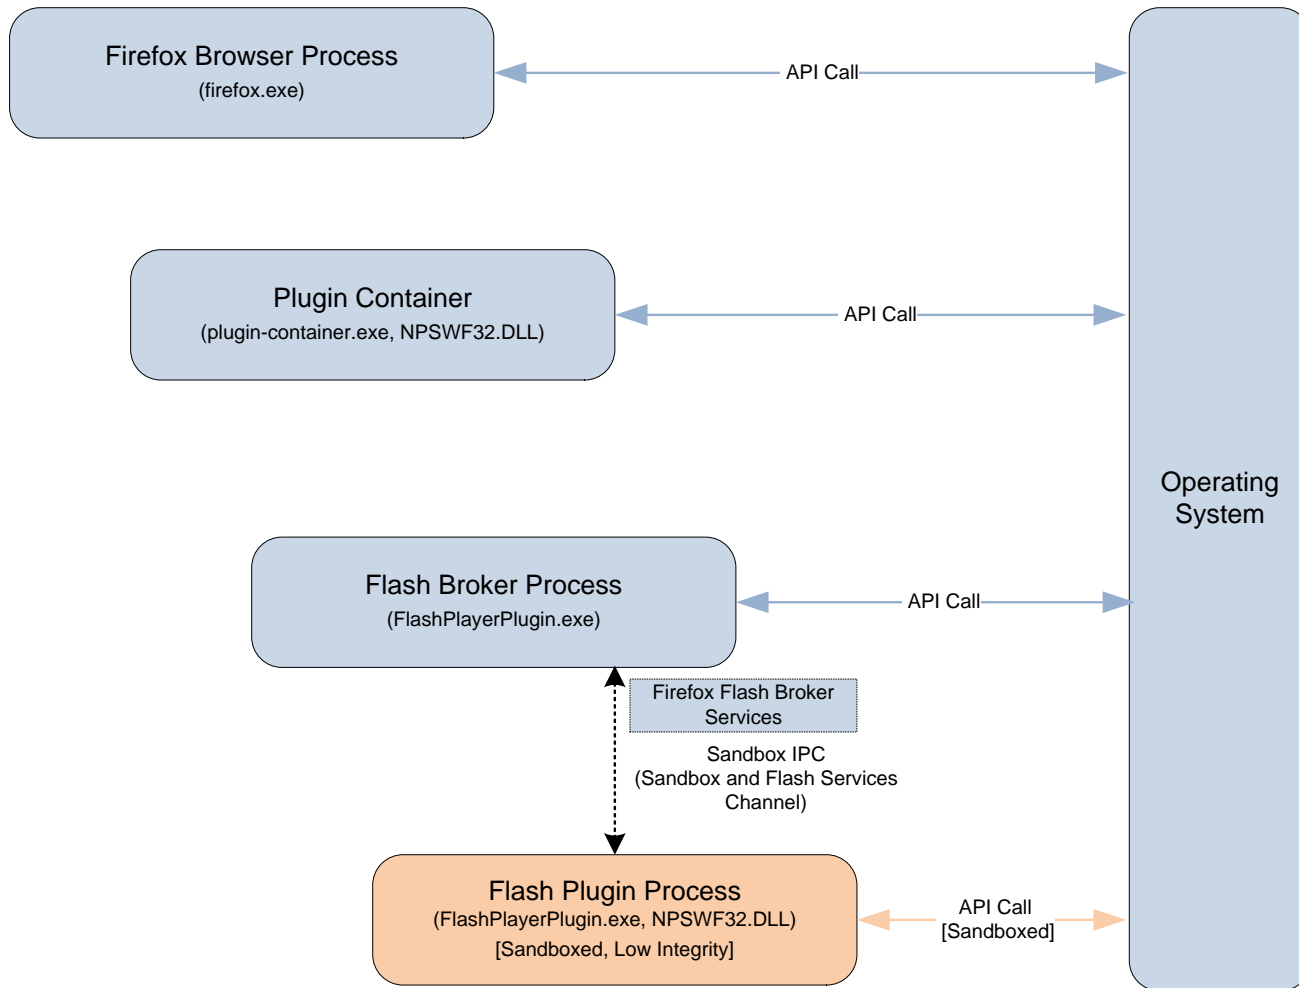 Firefox Browser Process
(firefox.exe)
API Call
Plugin Container
(plugin-container.exe, NPSWF32.DLL)
API Call
Operating
System
Flash Broker Process
(FlashPlayerPlugin.exe)
API Call
Firefox Flash Broker
Services
Sandbox IPC
(Sandbox and Flash Services
Channel)
Flash Plugin Process
(FlashPlayerPlugin.exe, NPSWF32.DLL)
[Sandboxed, Low Integrity]
API Call
[Sandboxed]